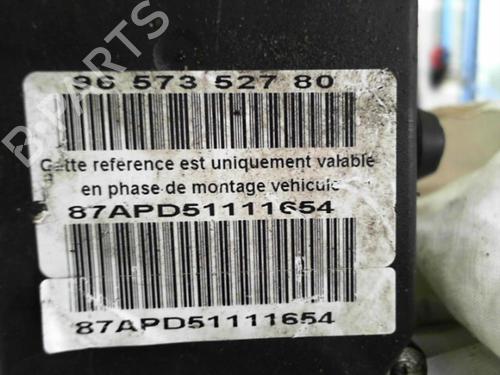 96 573 527 80
Cette reference est uniquement valable
en phase de montage vehicule
87APD51111654
87APD51111654
B-PARTS